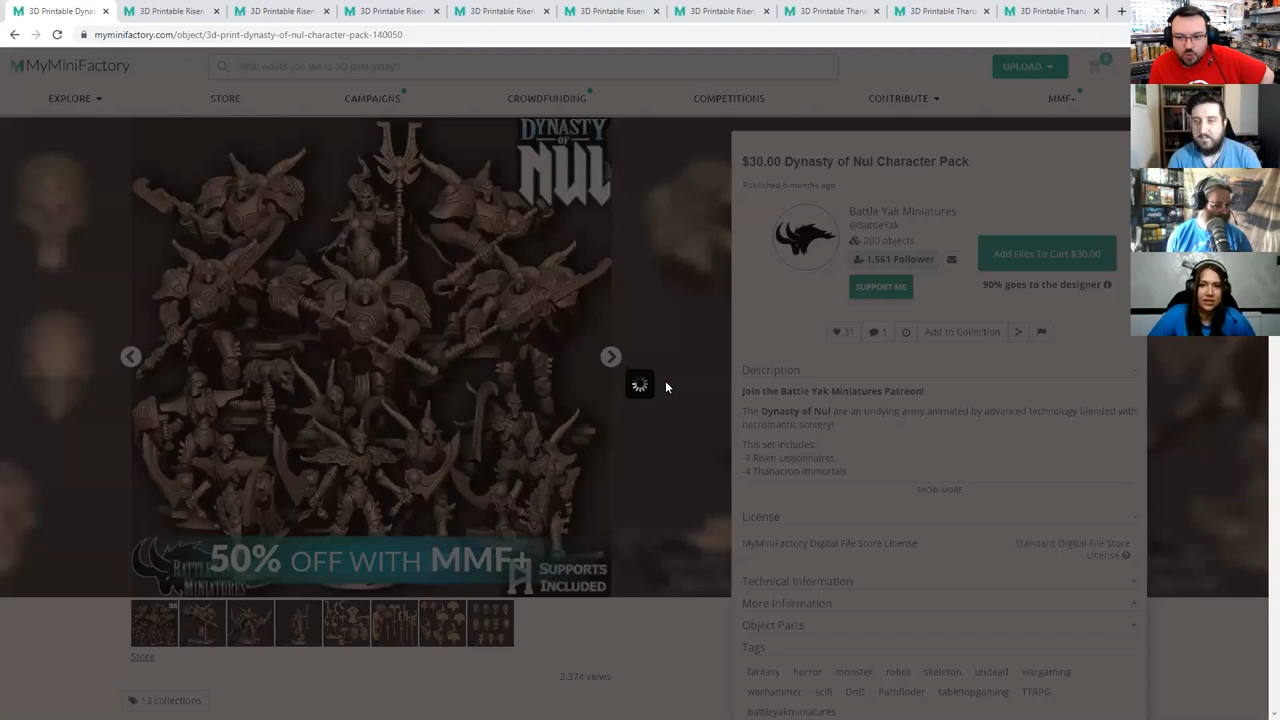 3D Printable Dyna
3D Printable Risen
3D Printable Risen
3D Printable Risen
3D Printable Risen
3D Printable Risen
3D Printable Risen
3D Printable Than
3D Printable Than
3D Printable Than
myminifactory.com/object/3d-print-dynasty-of-nul-character-pack-140050
MyMiniFactory
What would you like to 3D print today?
UPLOAD
0
EXPLORE
STORE
CAMPAIGNS
CROWDFUNDING
COMPETITIONS
CONTRIBUTE
MMF+
DYNASTY
OF
NUL
BATTLE YAK
MINIATURES
50% OFF WITH MMF+
SUPPORTS
INCLUDED
Store
2,374 views
13 collections
$30.00 Dynasty of Nul Character Pack
Published 6 months ago
Battle Yak Miniatures
@BattleYak
200 objects
1,561 Follower
SUPPORT ME
Add Files To Cart $30.00
90% goes to the designer
31
1
Add to Collection
Description
Join the Battle Yak Miniatures Patreon!
The Dynasty of Nul are an undying army animated by advanced technology blended with
necromantic sorcery!
This set includes:
-7 Risen Legionnaires
-4 Thanacron Immortals
SHOW MORE
License
MyMiniFactory Digital File Store License
Standard Digital File Store
License
Technical Information
More Information
Object Parts
Tags
fantasy horror monster robot skeleton undead wargaming
warhammer scifi DnD Pathfinder tabletopgaming TTRPG
battleyakminiatures